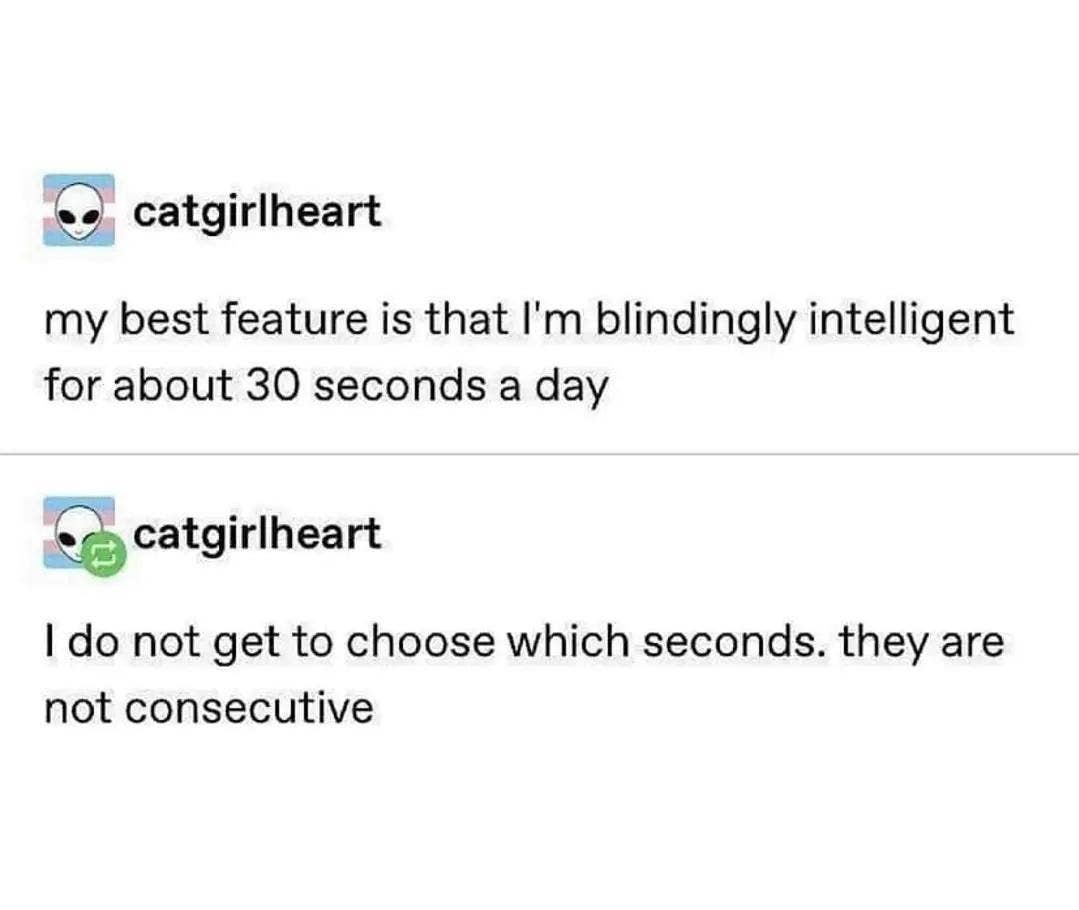 catgirlheart
my best feature is that I'm blindingly intelligent
for about 30 seconds a day
catgirlheart
I do not get to choose which seconds. they are
not consecutive